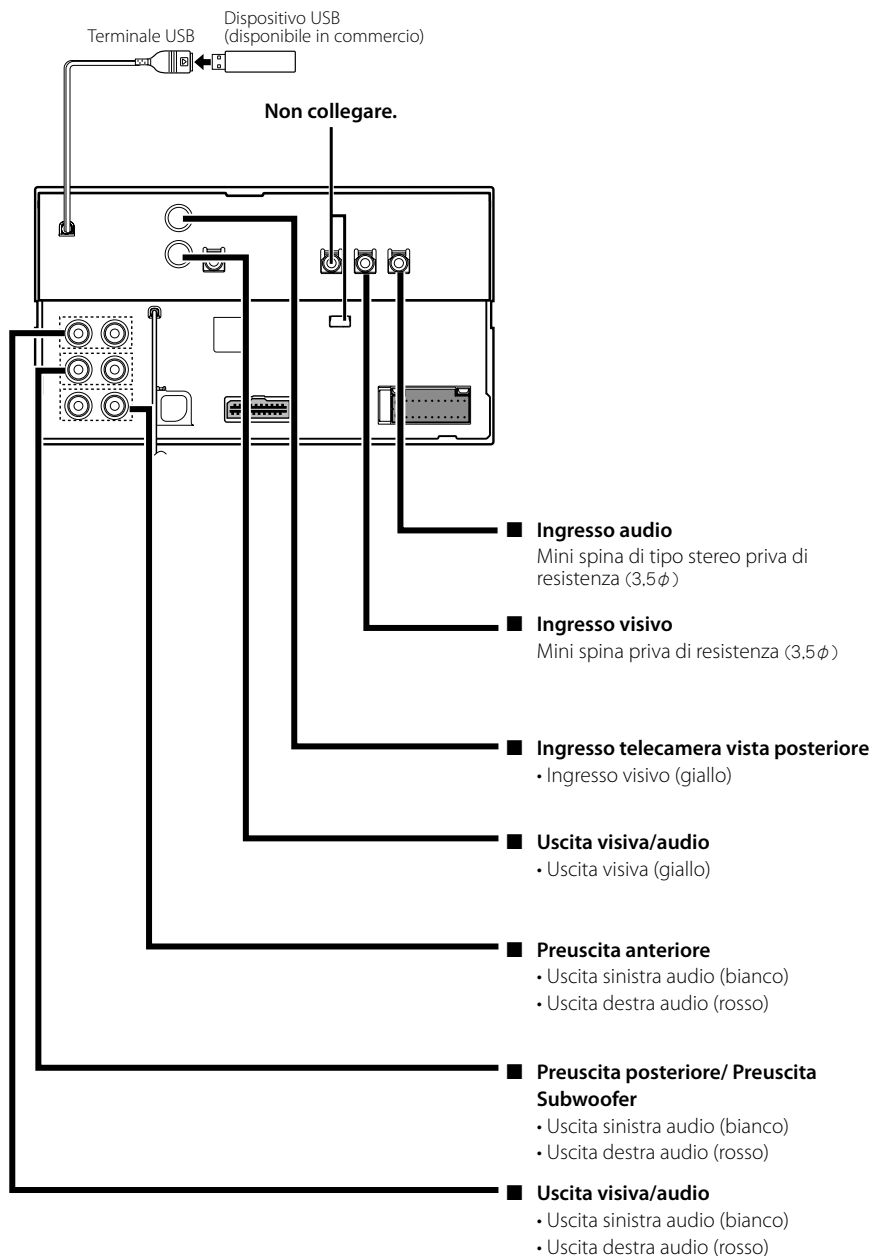 Dispositivo USB
Terminale USB
(disponibile in commercio)
Non collegare.
■ Ingresso audio
Mini spina di tipo stereo priva di
resistenza (3,5φ)
■ Ingresso visivo
Mini spina priva di resistenza (3,5φ)
■ Ingresso telecamera vista posteriore
• Ingresso visivo (giallo)
■ Uscita visiva/audio
• Uscita visiva (giallo)
■ Preuscita anteriore
• Uscita sinistra audio (bianco)
• Uscita destra audio (rosso)
■ Preuscita posteriore/ Preuscita
Subwoofer
• Uscita sinistra audio (bianco)
• Uscita destra audio (rosso)
■ Uscita visiva/audio
• Uscita sinistra audio (bianco)
• Uscita destra audio (rosso)